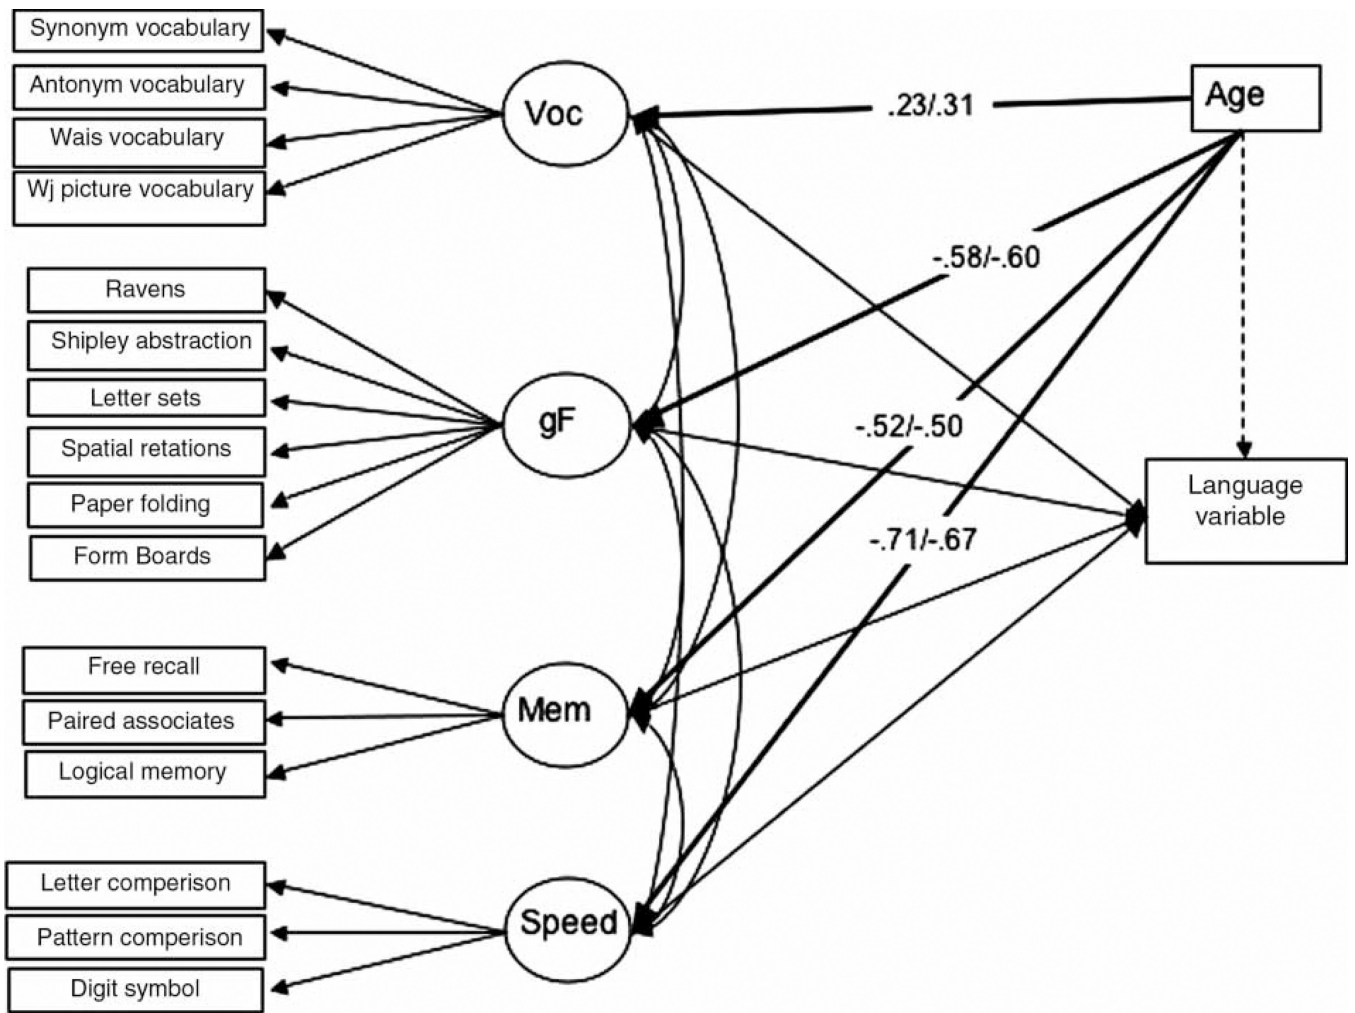 Synonym vocabulary
Antonym vocabulary
Wais vocabulary
Wj picture vocabulary
Voc
.23/.31
Age
-.58/-.60
Ravens
Shipley abstraction
Letter sets
Spatial retations
Paper folding
Form Boards
gF
-.52/-.50
-.71/-.67
Language
variable
Free recall
Paired associates
Logical memory
Mem
Letter comperison
Pattern comperison
Digit symbol
Speed